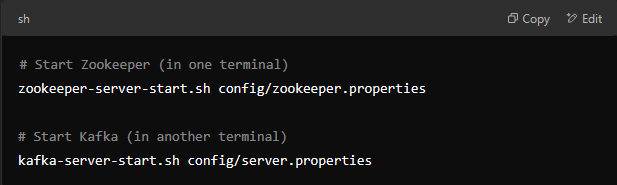 sh
Copy
Edit
# Start Zookeeper (in one terminal)
zookeeper-server-start.sh config/zookeeper.properties
# Start Kafka (in another terminal)
kafka-server-start.sh config/server.properties